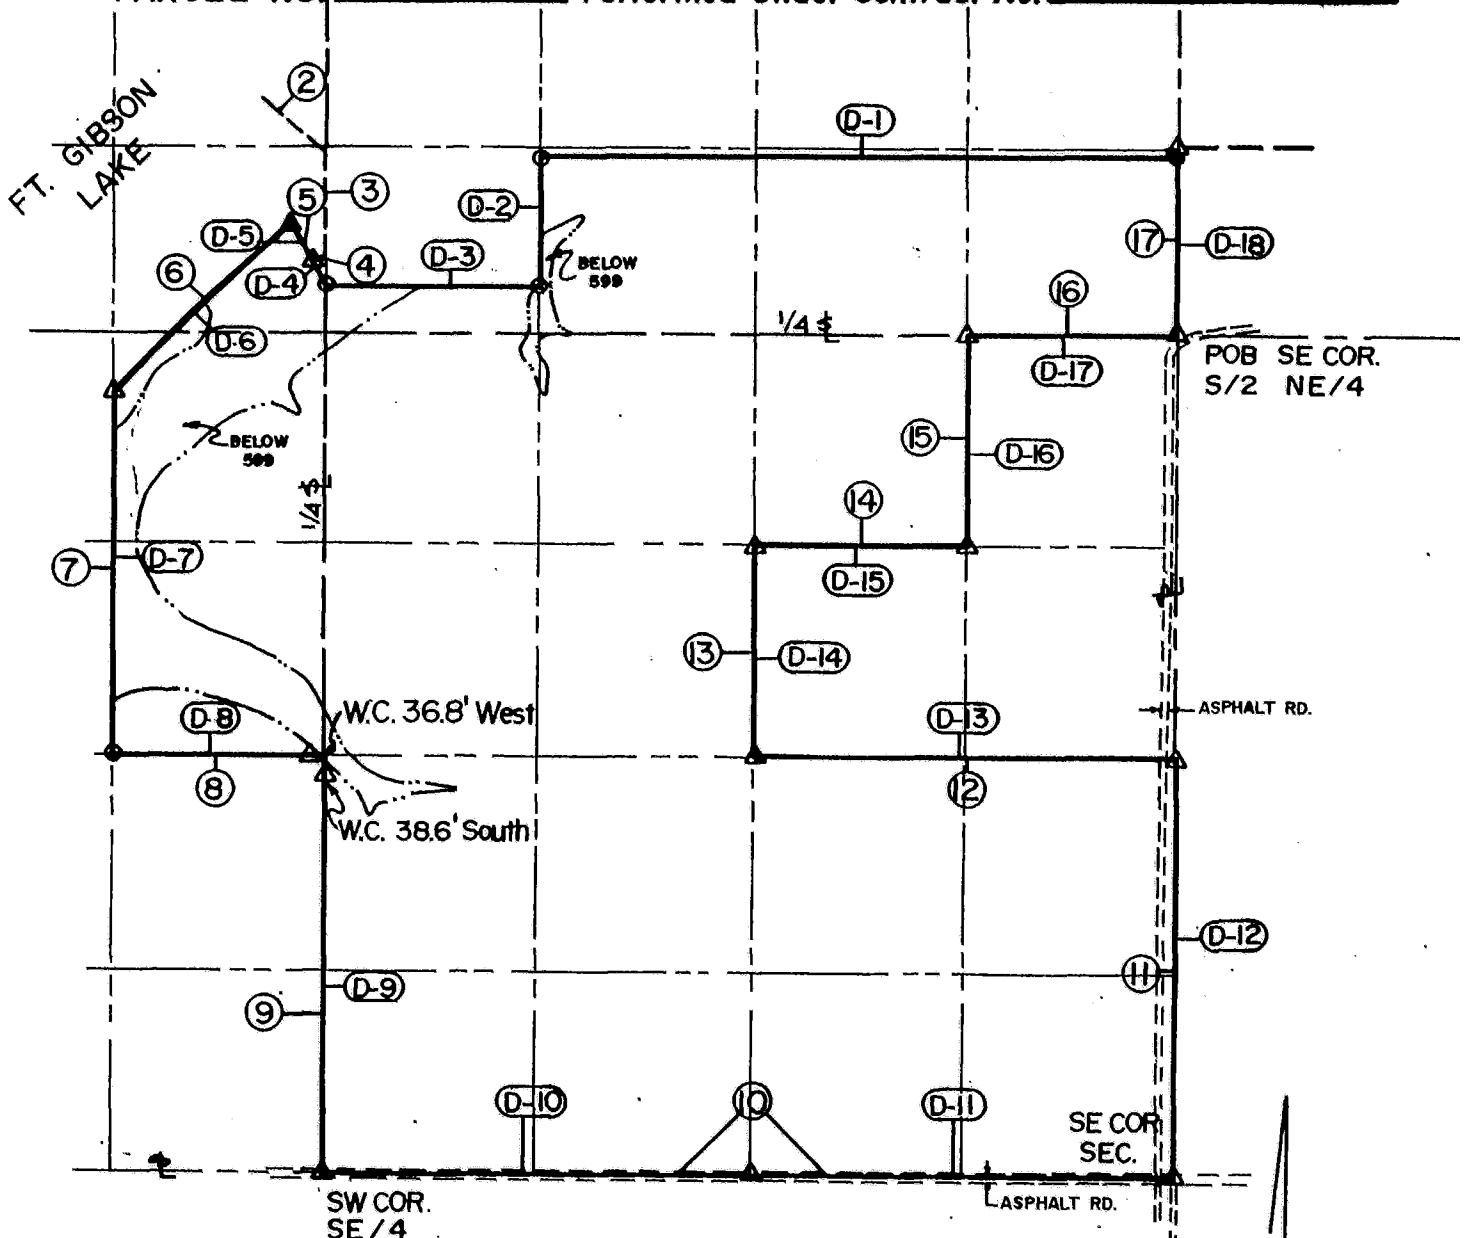 2
FT. GIBSON
LAKE
D-1
3
5
D-2
D-5
17
D-18
D-3
4
6
D-4
BELOW
599
16
D-6
1/4
POB SE COR.
S/2 NE/4
D-17
BELOW
599
15
D-16
1/4
14
7
D-7
D-15
13
D-14
W.C. 36.8' West
D-8
D-13
ASPHALT RD.
8
12
W.C. 38.6' South
D-12
11
9
D-9
D-10
10
D-11
SE COR
SEC.
SW COR.
SE/4
ASPHALT RD.